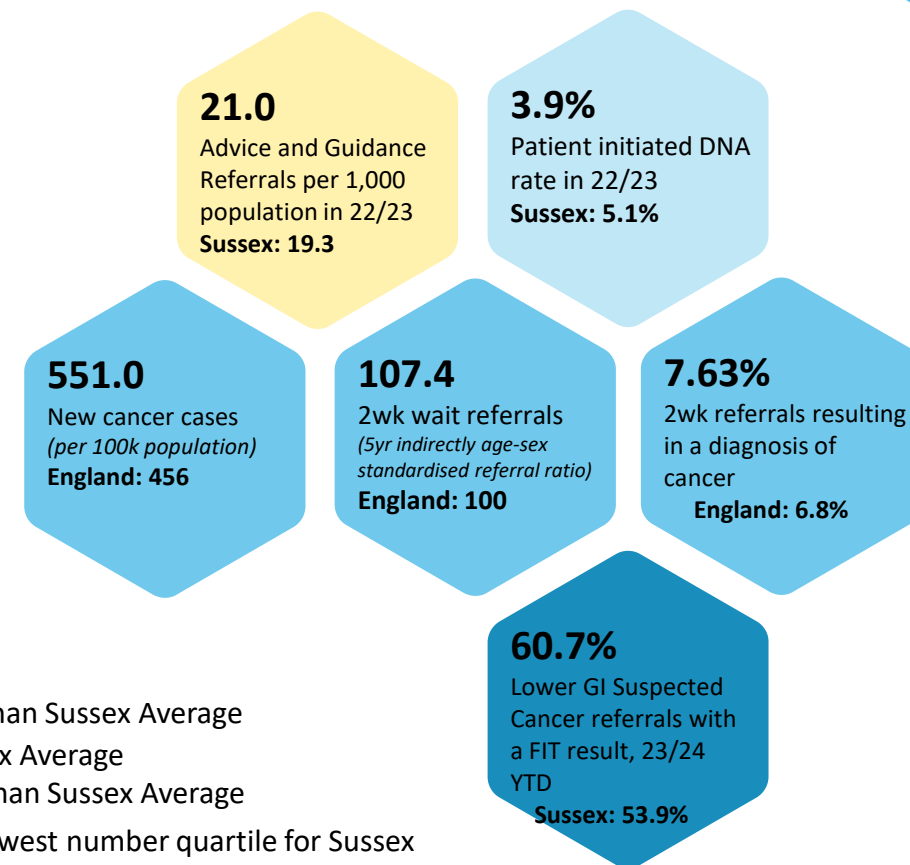 21.0
Advice and Guidance
Referrals per 1,000
population in 22/23
Sussex: 19.3
3.9%
Patient initiated DNA
rate in 22/23
Sussex: 5.1%
551.0
New cancer cases
(per 100k population)
England: 456
107.4
2wk wait referrals
(5yr indirectly age-sex
standardised referral ratio)
England: 100
7.63%
2wk referrals resulting
in a diagnosis of
cancer
England: 6.8%
60.7%
Lower GI Suspected
Cancer referrals with
a FIT result, 23/24
YTD
Sussex: 53.9%
Sussex Average
Average
Sussex Average
number quartile for Sussex